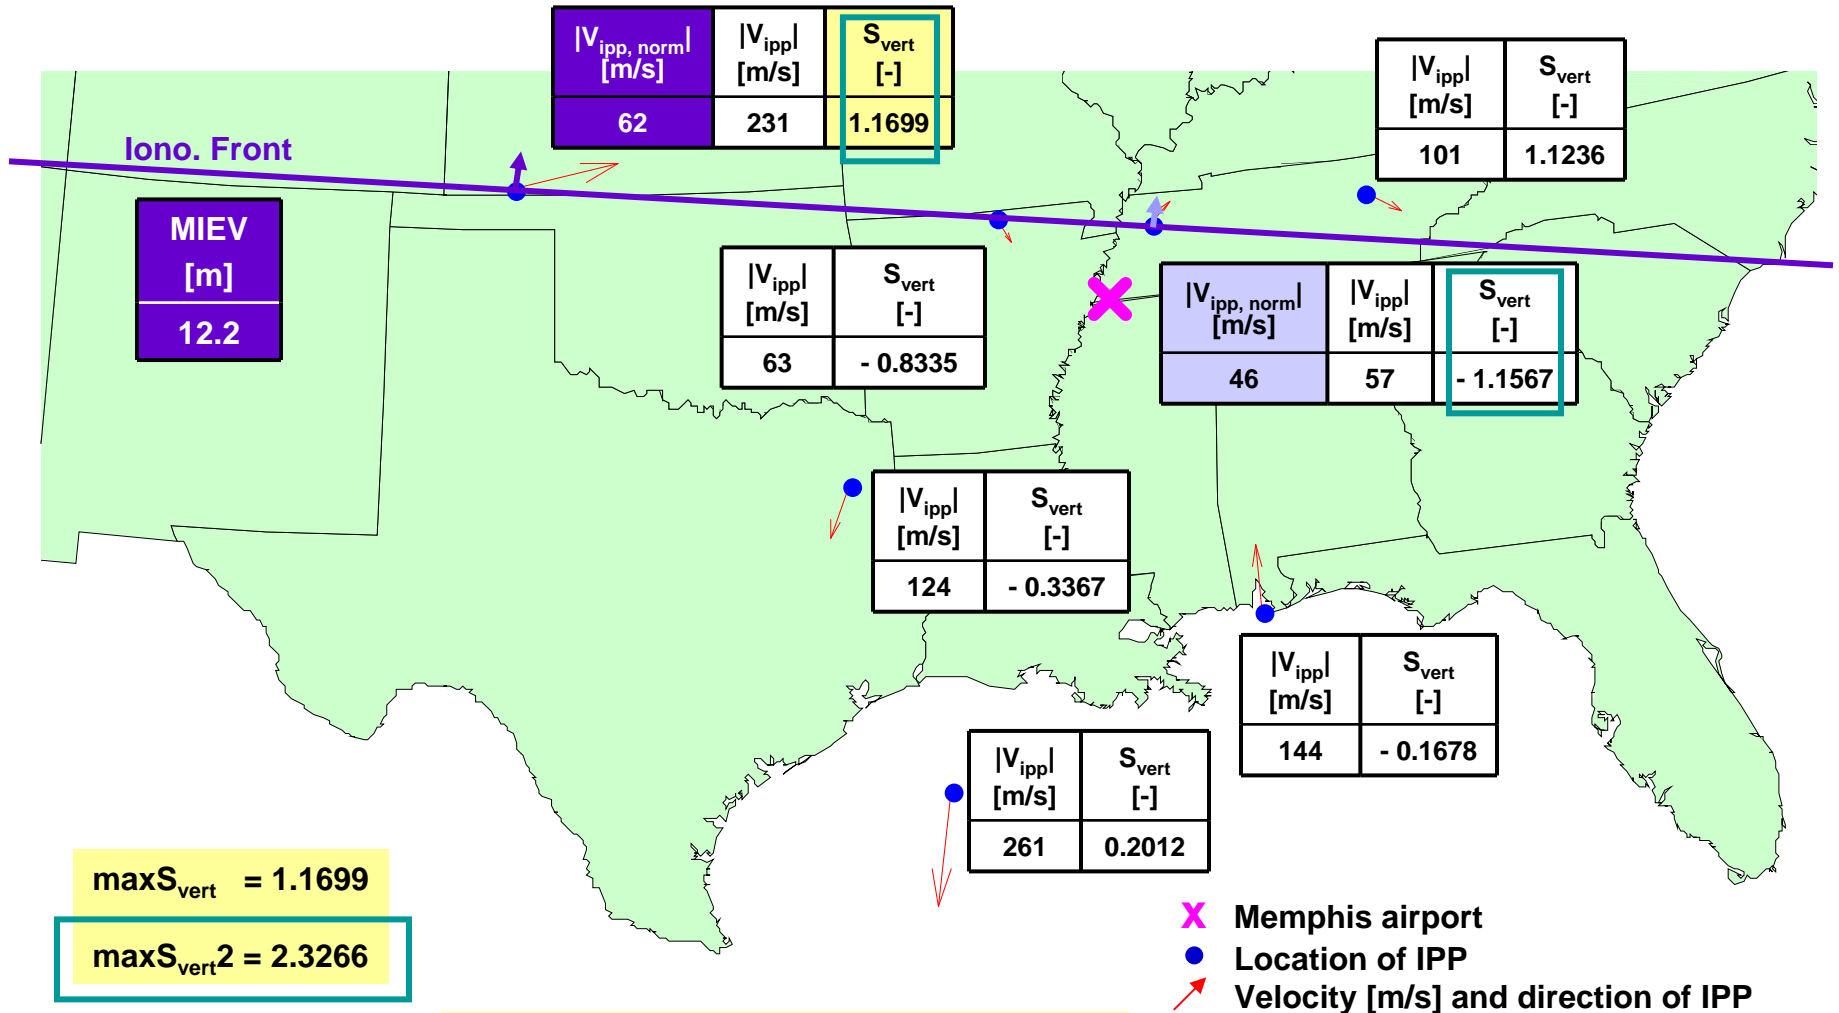 |Vipp, norm| |Vipp| Svert
[m/s] [m/s] [-]
62 231 1.1699
|Vipp| Svert
[m/s] [-]
101 1.1236
Iono. Front
MIEV
[m]
12.2
|Vipp| Svert
[m/s] [-]
63 - 0.8335
|Vipp, norm| |Vipp| Svert
[m/s] [m/s] [-]
46 57 - 1.1567
|Vipp| Svert
[m/s] [-]
124 - 0.3367
|Vipp| Svert
[m/s] [-]
144 - 0.1678
|Vipp| Svert
[m/s] [-]
261 0.2012
maxSvert = 1.1699
maxSvert2 = 2.3266
X Memphis airport
Location of IPP
Velocity [m/s] and direction of IPP